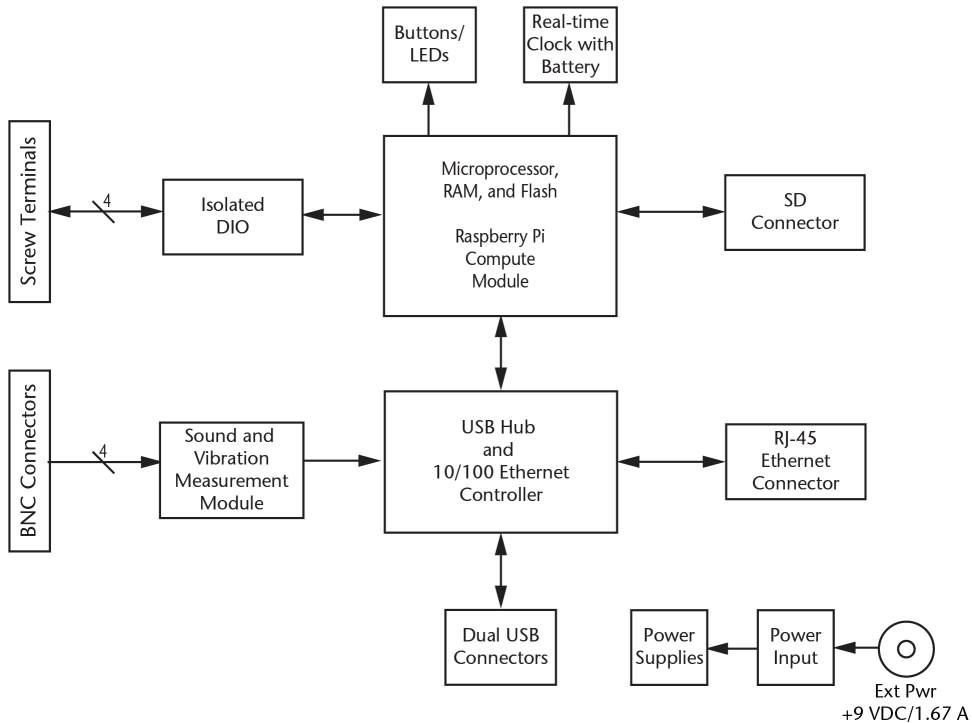 Buttons/
LEDs
Real-time
Clock with
Battery
Screw Terminals
4
Isolated
DIO
Microprocessor,
RAM, and Flash
Raspberry Pi
Compute
Module
SD
Connector
BNC Connectors
4
Sound and
Vibration
Measurement
Module
USB Hub
and
10/100 Ethernet
Controller
RJ-45
Ethernet
Connector
Dual USB
Connectors
Power
Supplies
Power
Input
Ext Pwr
+9 VDC/1.67 A